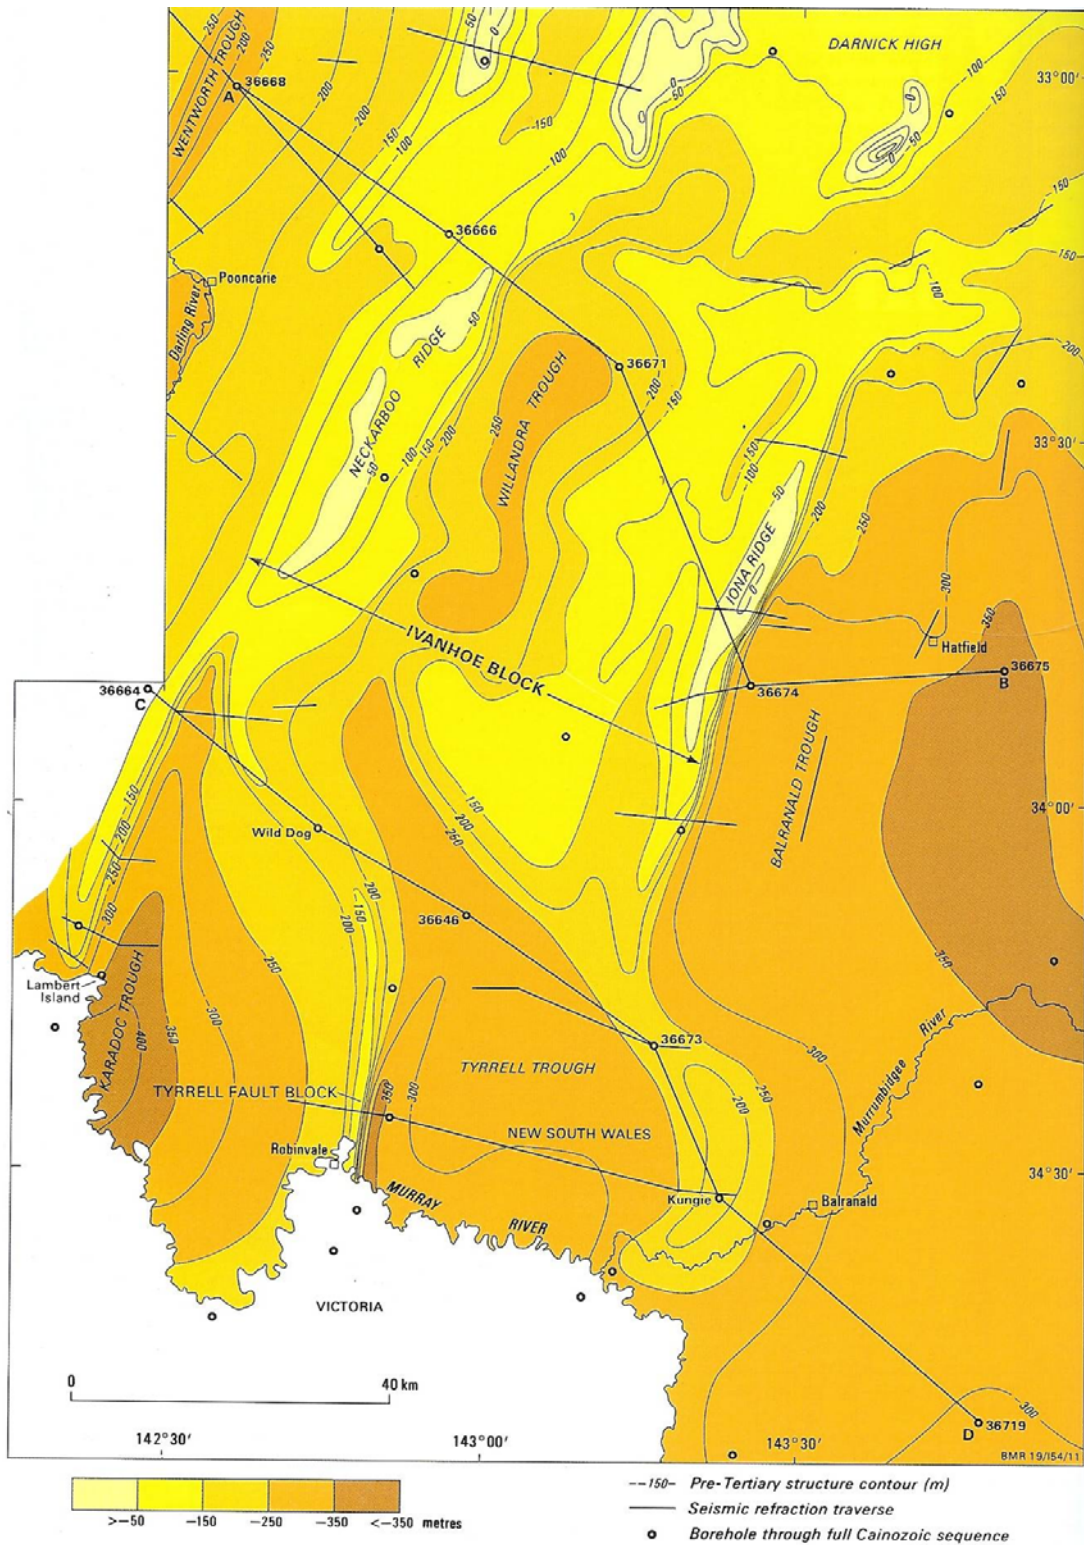 WENTWORTH TROUGH
36668
A
DARNICK HIGH
33°00'
36666
Pooncarie
Darling River
NECKARBOO RIDGE
WILLANDRA TROUGH
36671
33°30'
IONA RIDGE
IVANHOE BLOCK
Hatfield
36664
C
36674
36675
B
BALRANALD TROUGH
34°00'
Wild Dog
36646
Lambert
Island
KARADOC TROUGH
36673
TYRRELL TROUGH
TYRRELL FAULT BLOCK
NEW SOUTH WALES
Murrumbidgee River
Robinvale
MURRAY RIVER
Kungie
Balranald
34°30'
VICTORIA
0 40 km
36719
D
142°30' 143°00' 143°30'
BMR 19/I54/11
>-50 -150 -250 -350 <-350 metres
--150- Pre-Tertiary structure contour (m)
Seismic refraction traverse
Borehole through full Cainozoic sequence